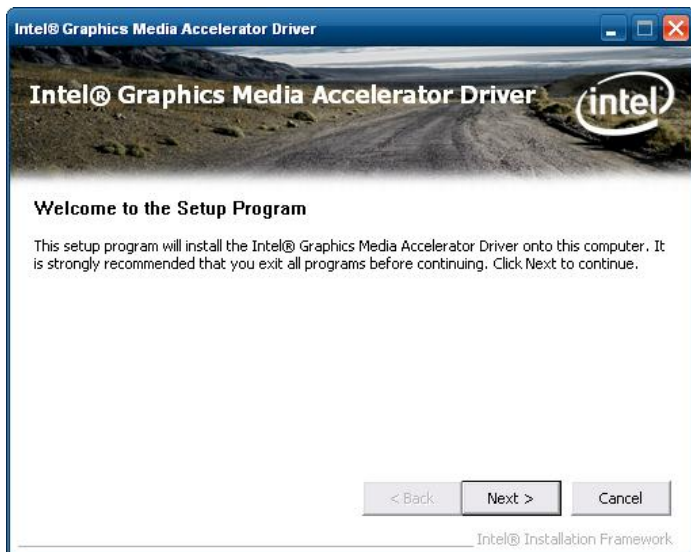 Intel® Graphics Media Accelerator Driver
Intel® Graphics Media Accelerator Driver
intel
Welcome to the Setup Program
This setup program will install the Intel® Graphics Media Accelerator Driver onto this computer. It
is strongly recommended that you exit all programs before continuing. Click Next to continue.
< Back
Next >
Cancel
Intel® Installation Framework